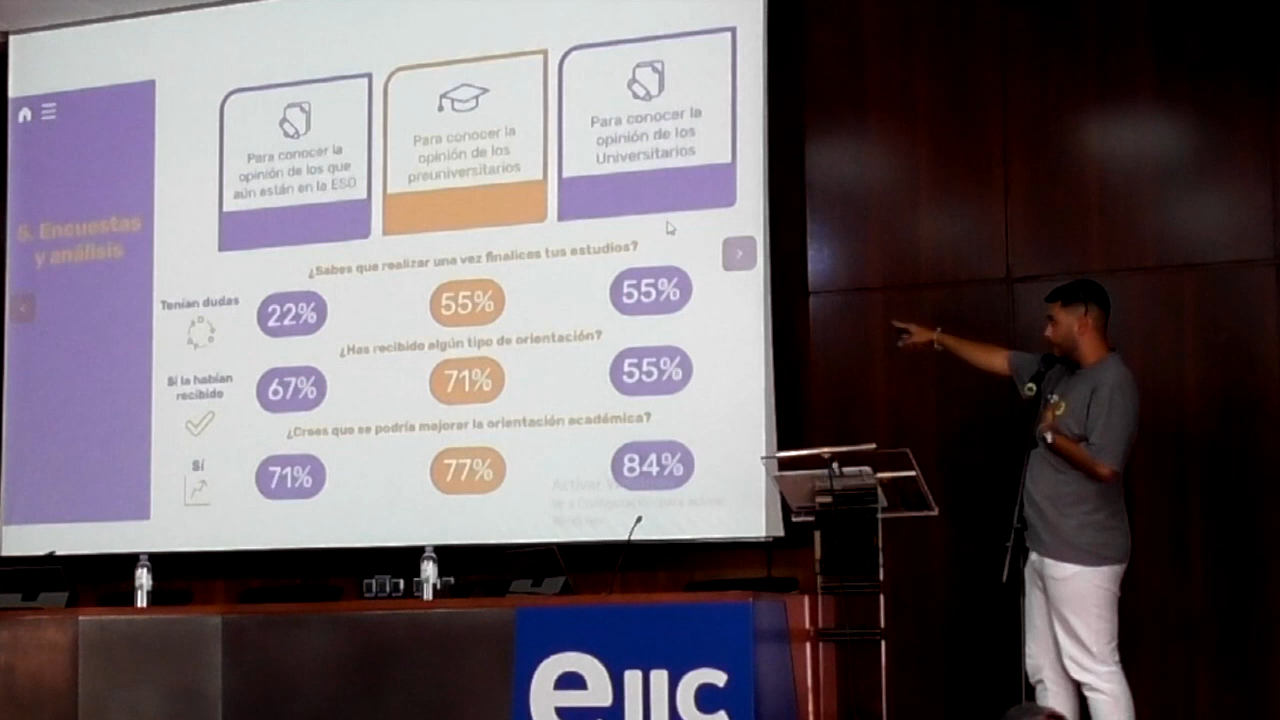 5. Encuestas
y análisis
Para conocer la
opinión de los que
aún están en la ESO
Para conocer la
opinión de los
preuniversitarios
Para conocer la
opinión de los
Universitarios
¿Sabes que realizar una vez finalices tus estudios?
Tenían dudas
22%
55%
55%
¿Has recibido algún tipo de orientación?
Sí la habían
recibido
67%
71%
55%
¿Crees que se podría mejorar la orientación académica?
Sí
71%
77%
84%
Activar
eiic